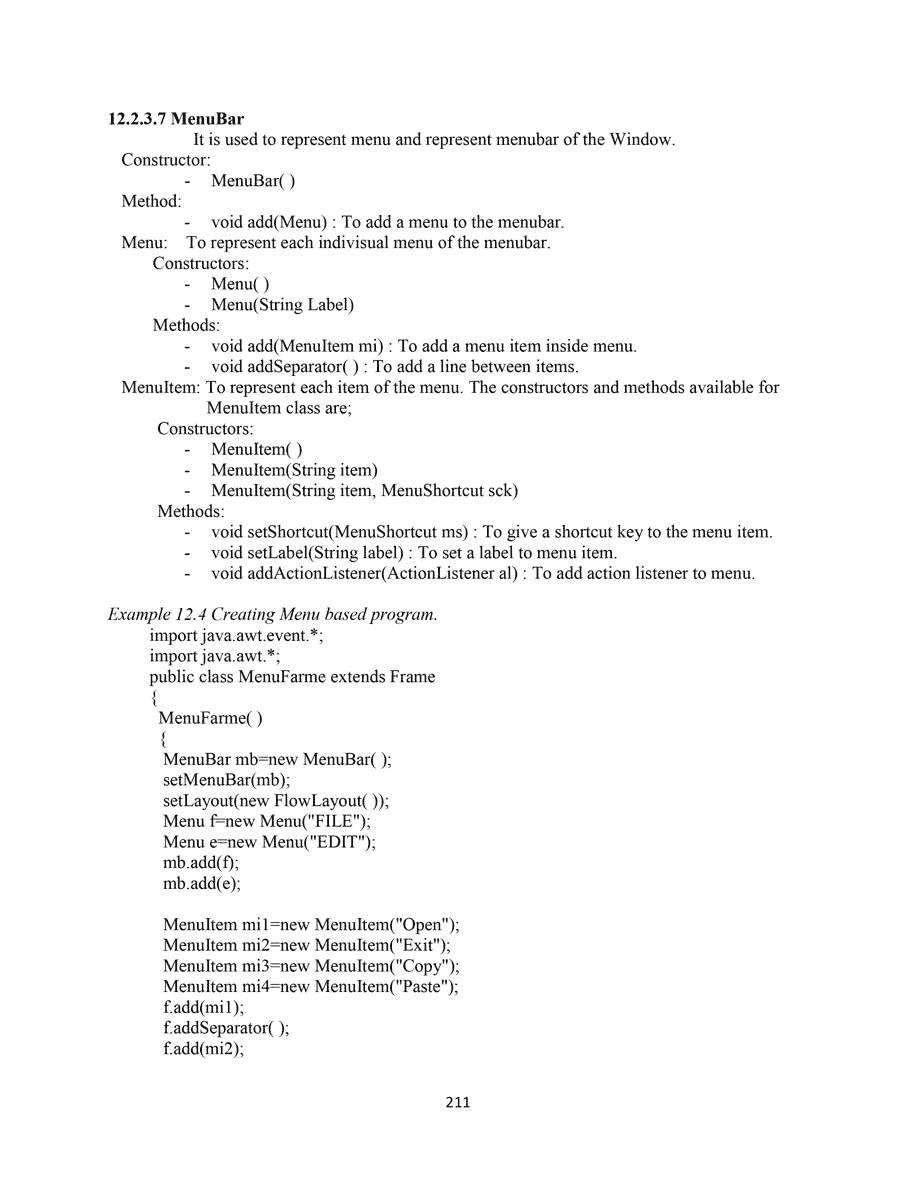 12.2.3.7 MenuBar
It is used to represent menu and represent menubar of the Window.
Constructor:
- MenuBar( )
Method:
- void add(Menu) : To add a menu to the menubar.
Menu: To represent each indivisual menu of the menubar.
Constructors:
- Menu( )
- Menu(String Label)
Methods:
- void add(MenuItem mi) : To add a menu item inside menu.
- void addSeparator( ) : To add a line between items.
MenuItem: To represent each item of the menu. The constructors and methods available for
MenuItem class are;
Constructors:
- MenuItem( )
- MenuItem(String item)
- MenuItem(String item, MenuShortcut sck)
Methods:
- void setShortcut(MenuShortcut ms) : To give a shortcut key to the menu item.
- void setLabel(String label) : To set a label to menu item.
- void addActionListener(ActionListener al) : To add action listener to menu.
Example 12.4 Creating Menu based program.
import java.awt.event.*;
import java.awt.*;
public class MenuFarme extends Frame
{
MenuFarme( )
{
MenuBar mb=new MenuBar( );
setMenuBar(mb);
setLayout(new FlowLayout( ));
Menu f=new Menu("FILE");
Menu e=new Menu("EDIT");
mb.add(f);
mb.add(e);
MenuItem mi1=new MenuItem("Open");
MenuItem mi2=new MenuItem("Exit");
MenuItem mi3=new MenuItem("Copy");
MenuItem mi4=new MenuItem("Paste");
f.add(mi1);
f.addSeparator( );
f.add(mi2);
211